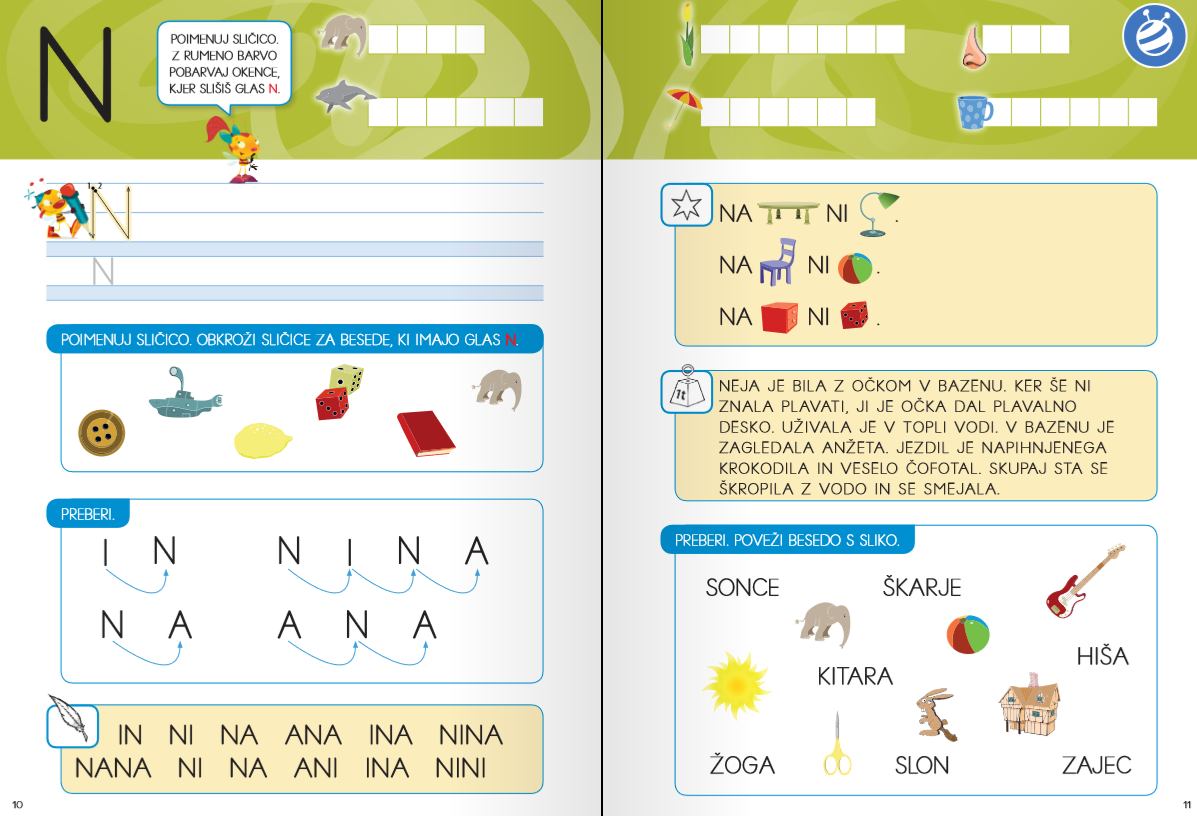 N
POIMENUJ SLIČICO.
Z RUMENO BARVO
POBARVAJ OKENCE,
KJER SLIŠIŠ GLAS N.
1 2
N
N
POIMENUJ SLIČICO. OBKROŽI SLIČICE ZA BESEDE, KI IMAJO GLAS N.
PREBERI.
I N
N I N A
N A
A N A
IN NI NA ANA INA NINA
NANA NI NA ANI INA NINI
10
NA NI .
NA NI .
NA NI .
1t
NEJA JE BILA Z OČKOM V BAZENU. KER ŠE NI
ZNALA PLAVATI, JI JE OČKA DAL PLAVALNO
DESKO. UŽIVALA JE V TOPLI VODI. V BAZENU JE
ZAGLEDALA ANŽETA. JEZDIL JE NAPIHNJENEGA
KROKODILA IN VESELO ČOFOTAL. SKUPAJ STA SE
ŠKROPILA Z VODO IN SE SMEJALA.
PREBERI. POVEŽI BESEDO S SLIKO.
SONCE ŠKARJE
HIŠA
KITARA
ŽOGA SLON ZAJEC
11